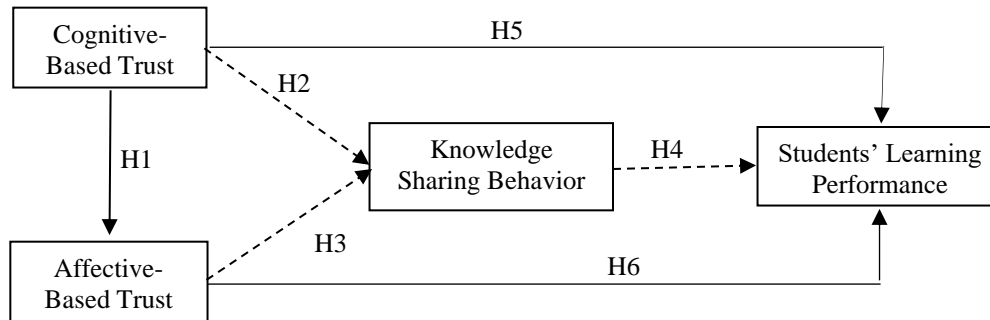 Cognitive-
Based Trust
H5
H2
H1
Knowledge
Sharing Behavior
H4
Students’ Learning
Performance
H3
Affective-
Based Trust
H6